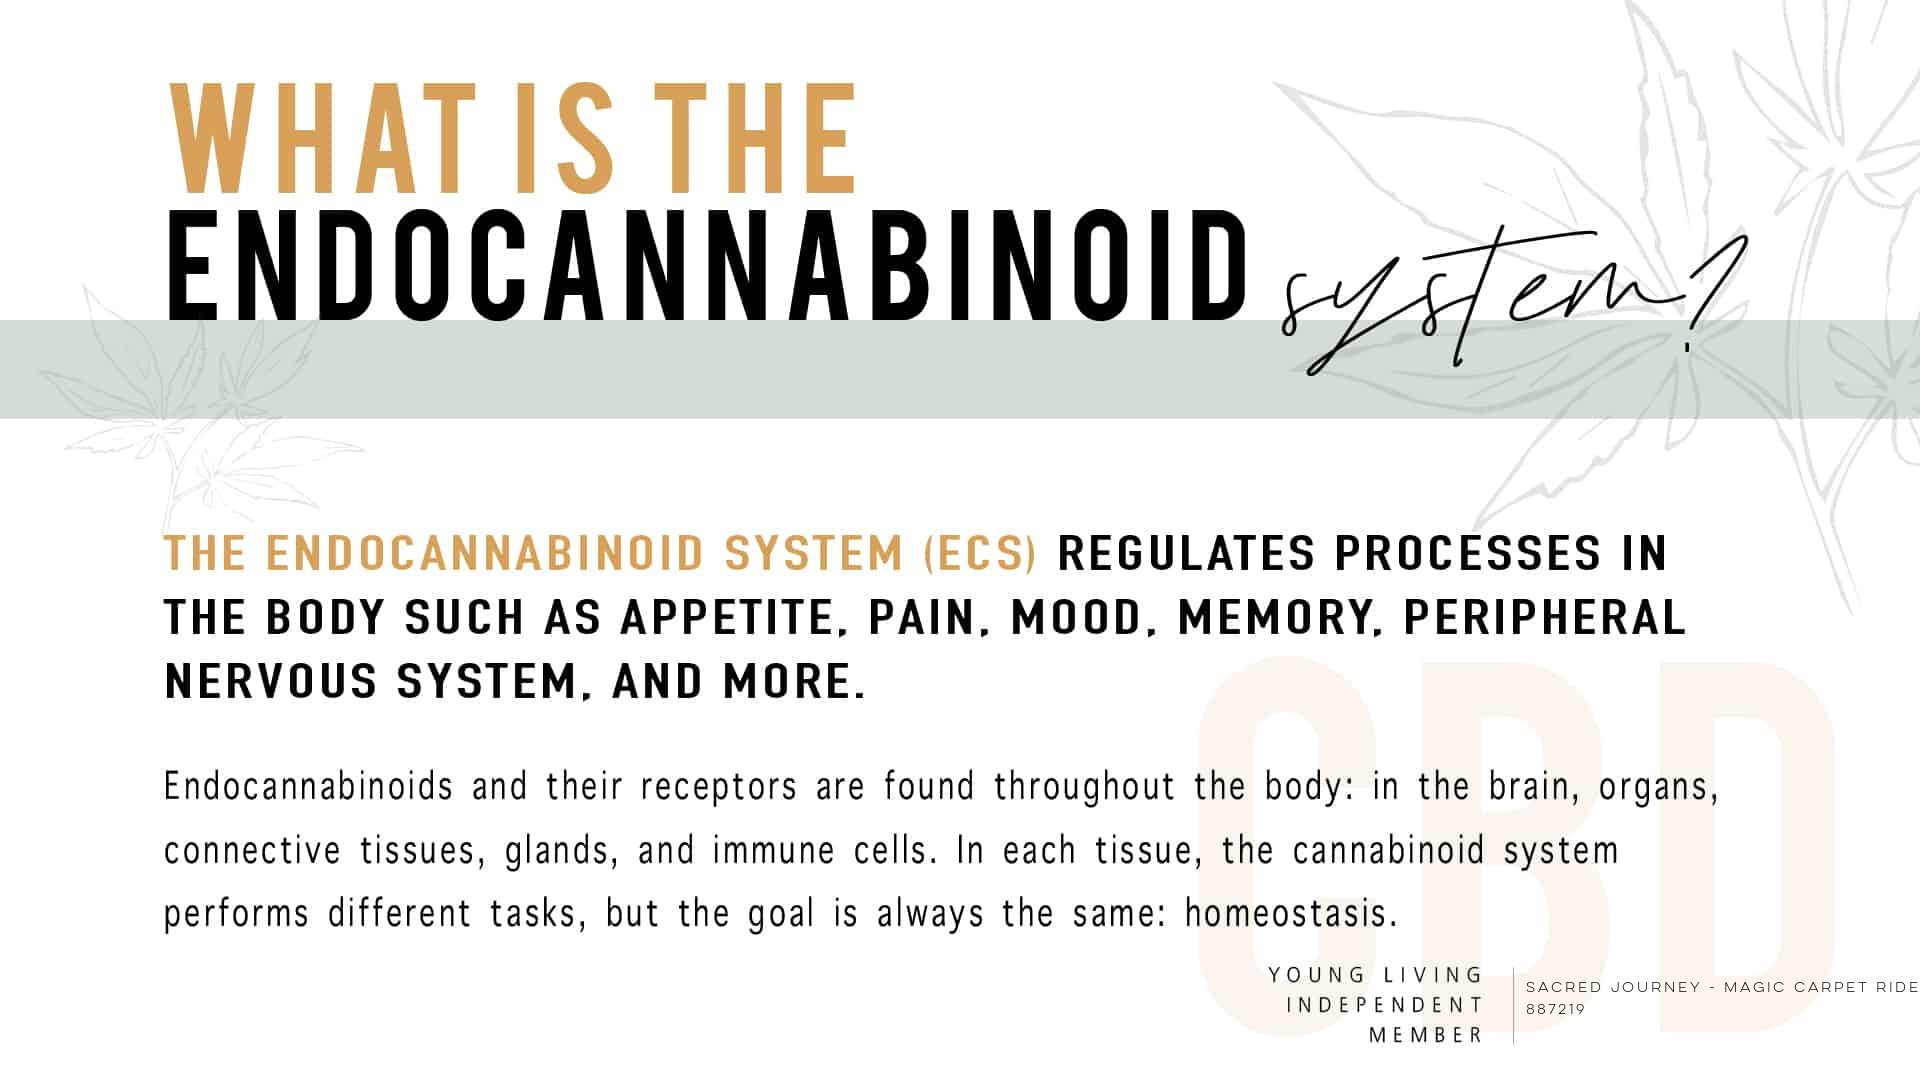 WHAT IS THE
ENDOCANNABINOID system?
THE ENDOCANNABINOID SYSTEM (ECS) REGULATES PROCESSES IN
THE BODY SUCH AS APPETITE, PAIN, MOOD, MEMORY, PERIPHERAL
NERVOUS SYSTEM, AND MORE.
Endocannabinoids and their receptors are found throughout the body: in the brain, organs,
connective tissues, glands, and immune cells. In each tissue, the cannabinoid system
performs different tasks, but the goal is always the same: homeostasis.
CBD
YOUNG LIVING
INDEPENDENT
MEMBER
SACRED JOURNEY - MAGIC CARPET RIDE
887219